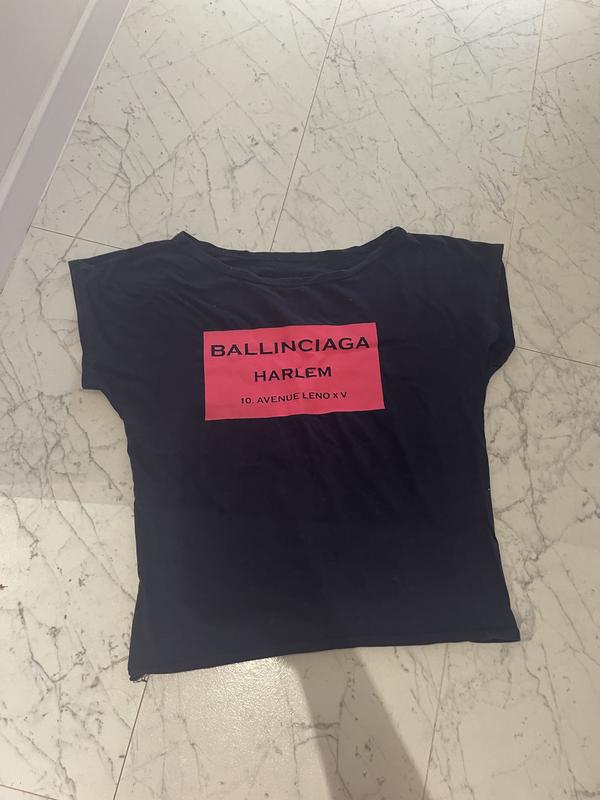 BALLINCIAGA
HARLEM
10. AVENUE LENO x V